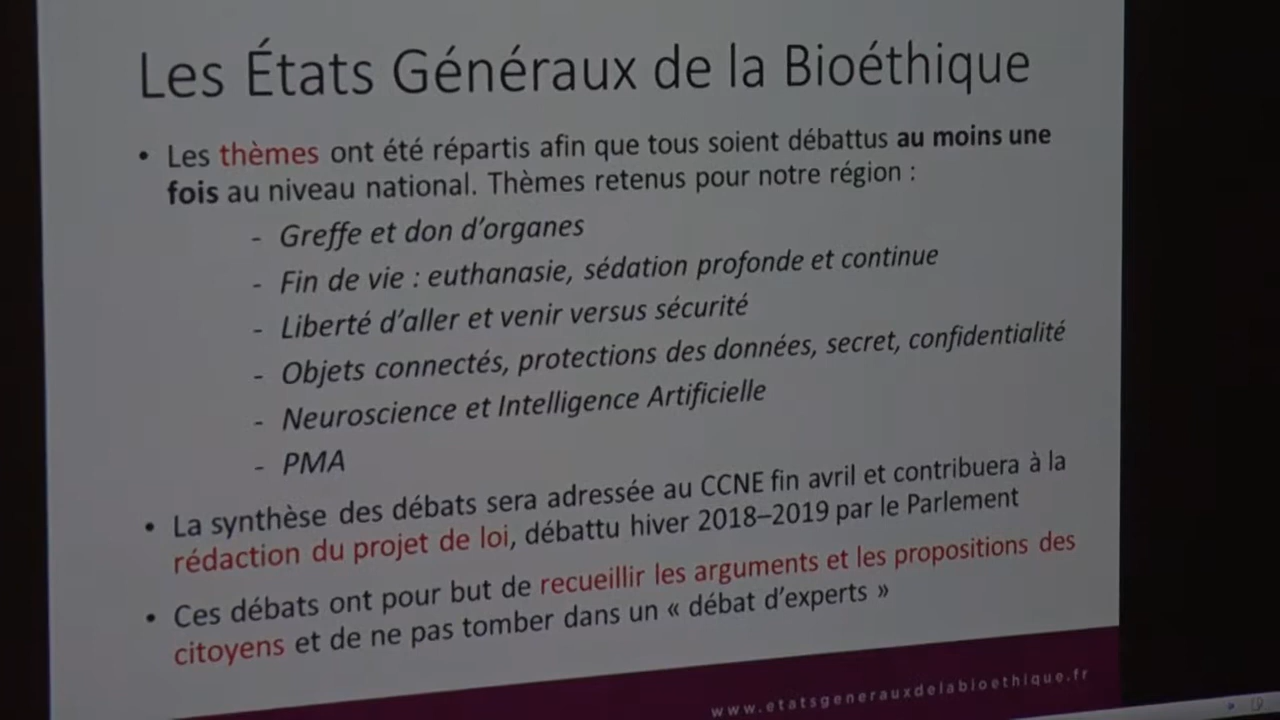 Les États Généraux de la Bioéthique
• Les thèmes ont été répartis afin que tous soient débattus au moins une
fois au niveau national. Thèmes retenus pour notre région :
- Greffe et don d'organes
- Fin de vie : euthanasie, sédation profonde et continue
- Liberté d'aller et venir versus sécurité
- Objets connectés, protections des données, secret, confidentialité
- Neuroscience et Intelligence Artificielle
- PMA
• La synthèse des débats sera adressée au CCNE fin avril et contribuera à la
rédaction du projet de loi, débattu hiver 2018–2019 par le Parlement
• Ces débats ont pour but de recueillir les arguments et les propositions des
citoyens et de ne pas tomber dans un « débat d'experts »
www.etatsgenerauxdelabioethique.fr